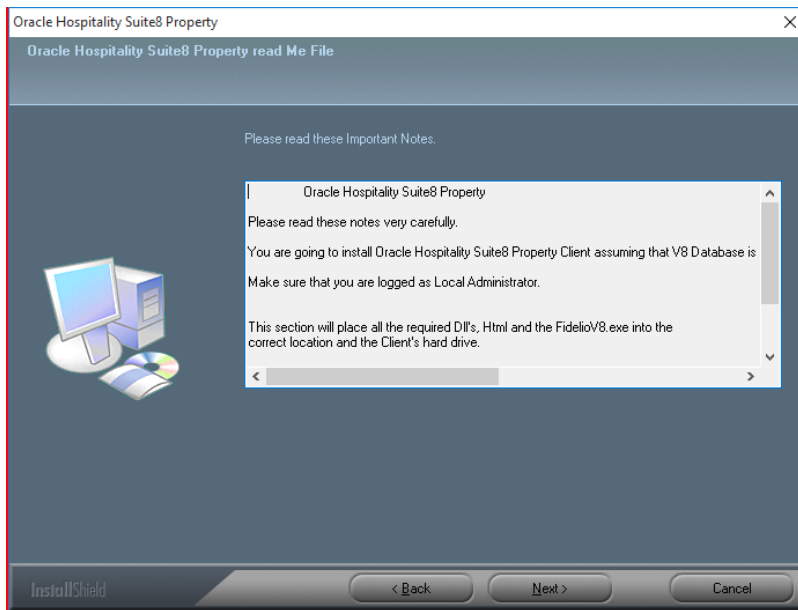 Oracle Hospitality Suite8 Property
Oracle Hospitality Suite8 Property read Me File
Please read these Important Notes.
Oracle Hospitality Suite8 Property
Please read these notes very carefully.
You are going to install Oracle Hospitality Suite8 Property Client assuming that V8 Database is
Make sure that you are logged as Local Administrator.
This section will place all the required Dll's, Html and the FidelioV8.exe into the
correct location and the Client's hard drive.
InstallShield
< Back
Next >
Cancel